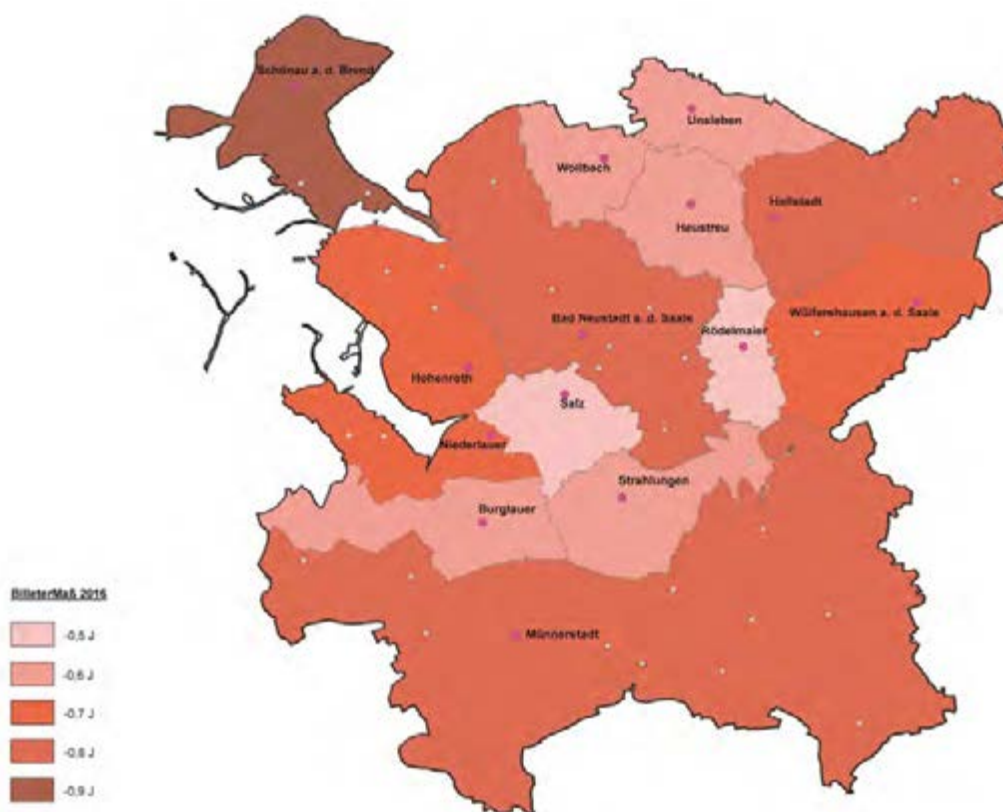 Schönau a. d. Brend
Unsleben
Wollbach
Hollstadt
Heustreu
Bad Neustadt a. d. Saale
Wülfershausen a. d. Saale
Rödelmaier
Hohenroth
Salz
Niederlauer
Strahlungen
Burglauer
Münnerstadt
BilleterMaß 2016
-0,5 J
-0,6 J
-0,7 J
-0,8 J
-0,9 J